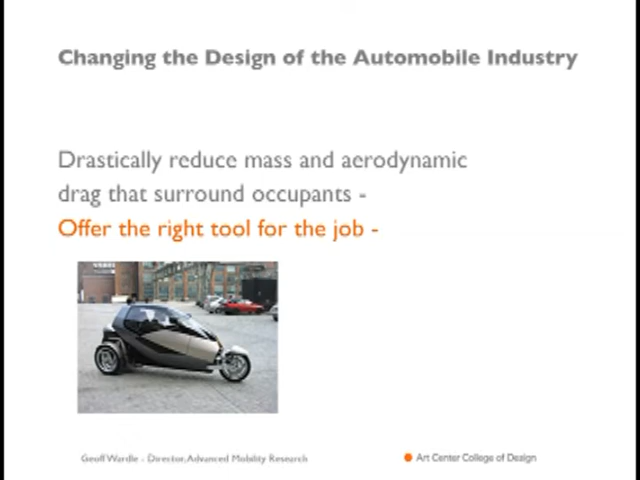 Changing the Design of the Automobile Industry
Drastically reduce mass and aerodynamic
drag that surround occupants -
Offer the right tool for the job -
Geoff Wardle - Director, Advanced Mobility Research
Art Center College of Design